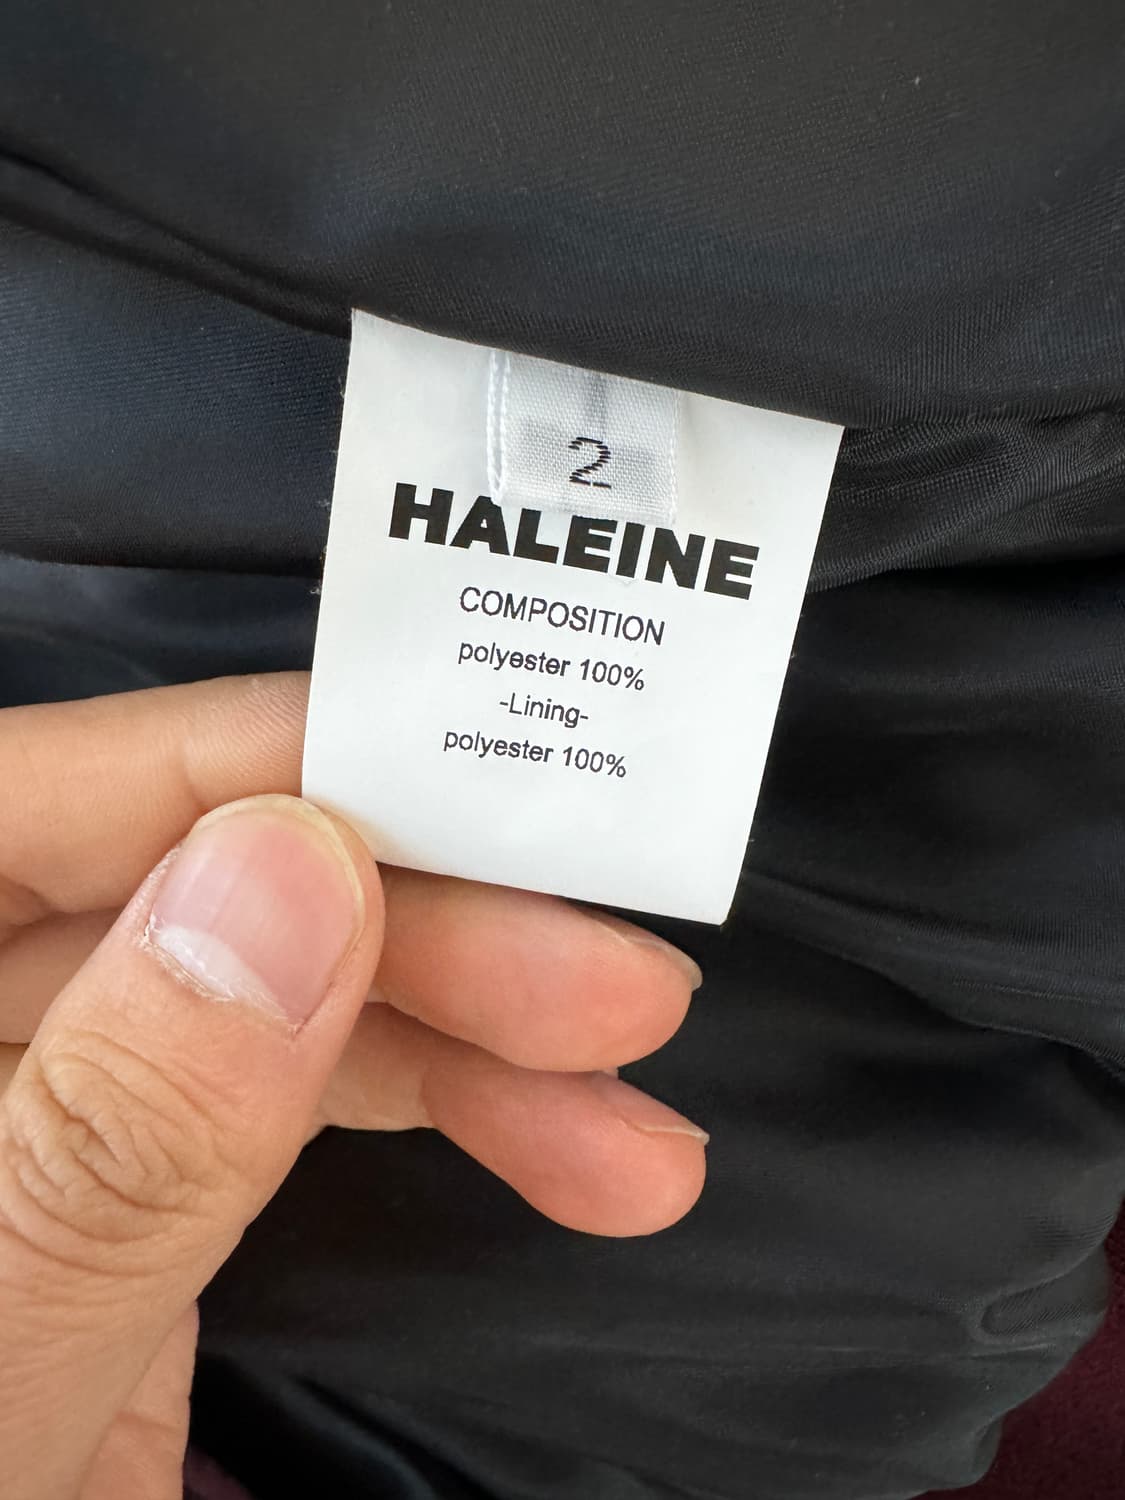 2
HALEINE
COMPOSITION
polyester 100%
-Lining-
polyester 100%